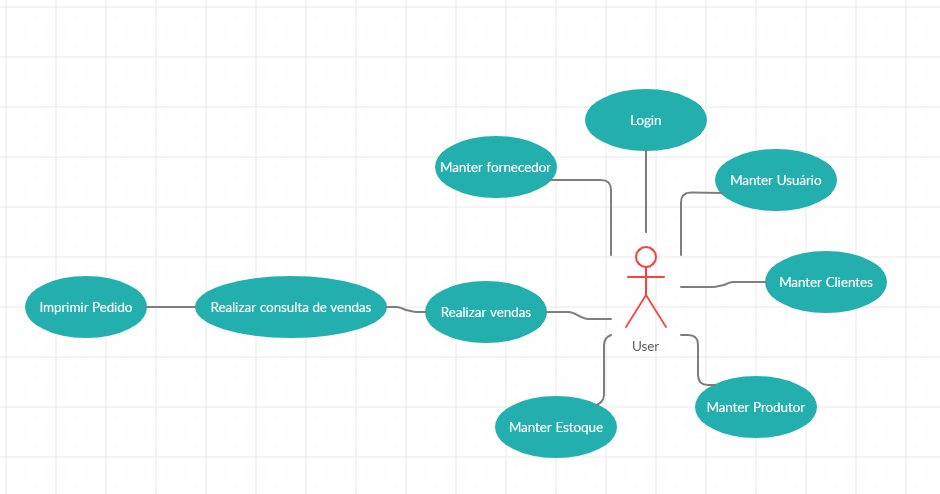 Login
Manter fornecedor
Manter Usuário
Manter Clientes
Imprimir Pedido
Realizar consulta de vendas
Realizar vendas
User
Manter Produtor
Manter Estoque